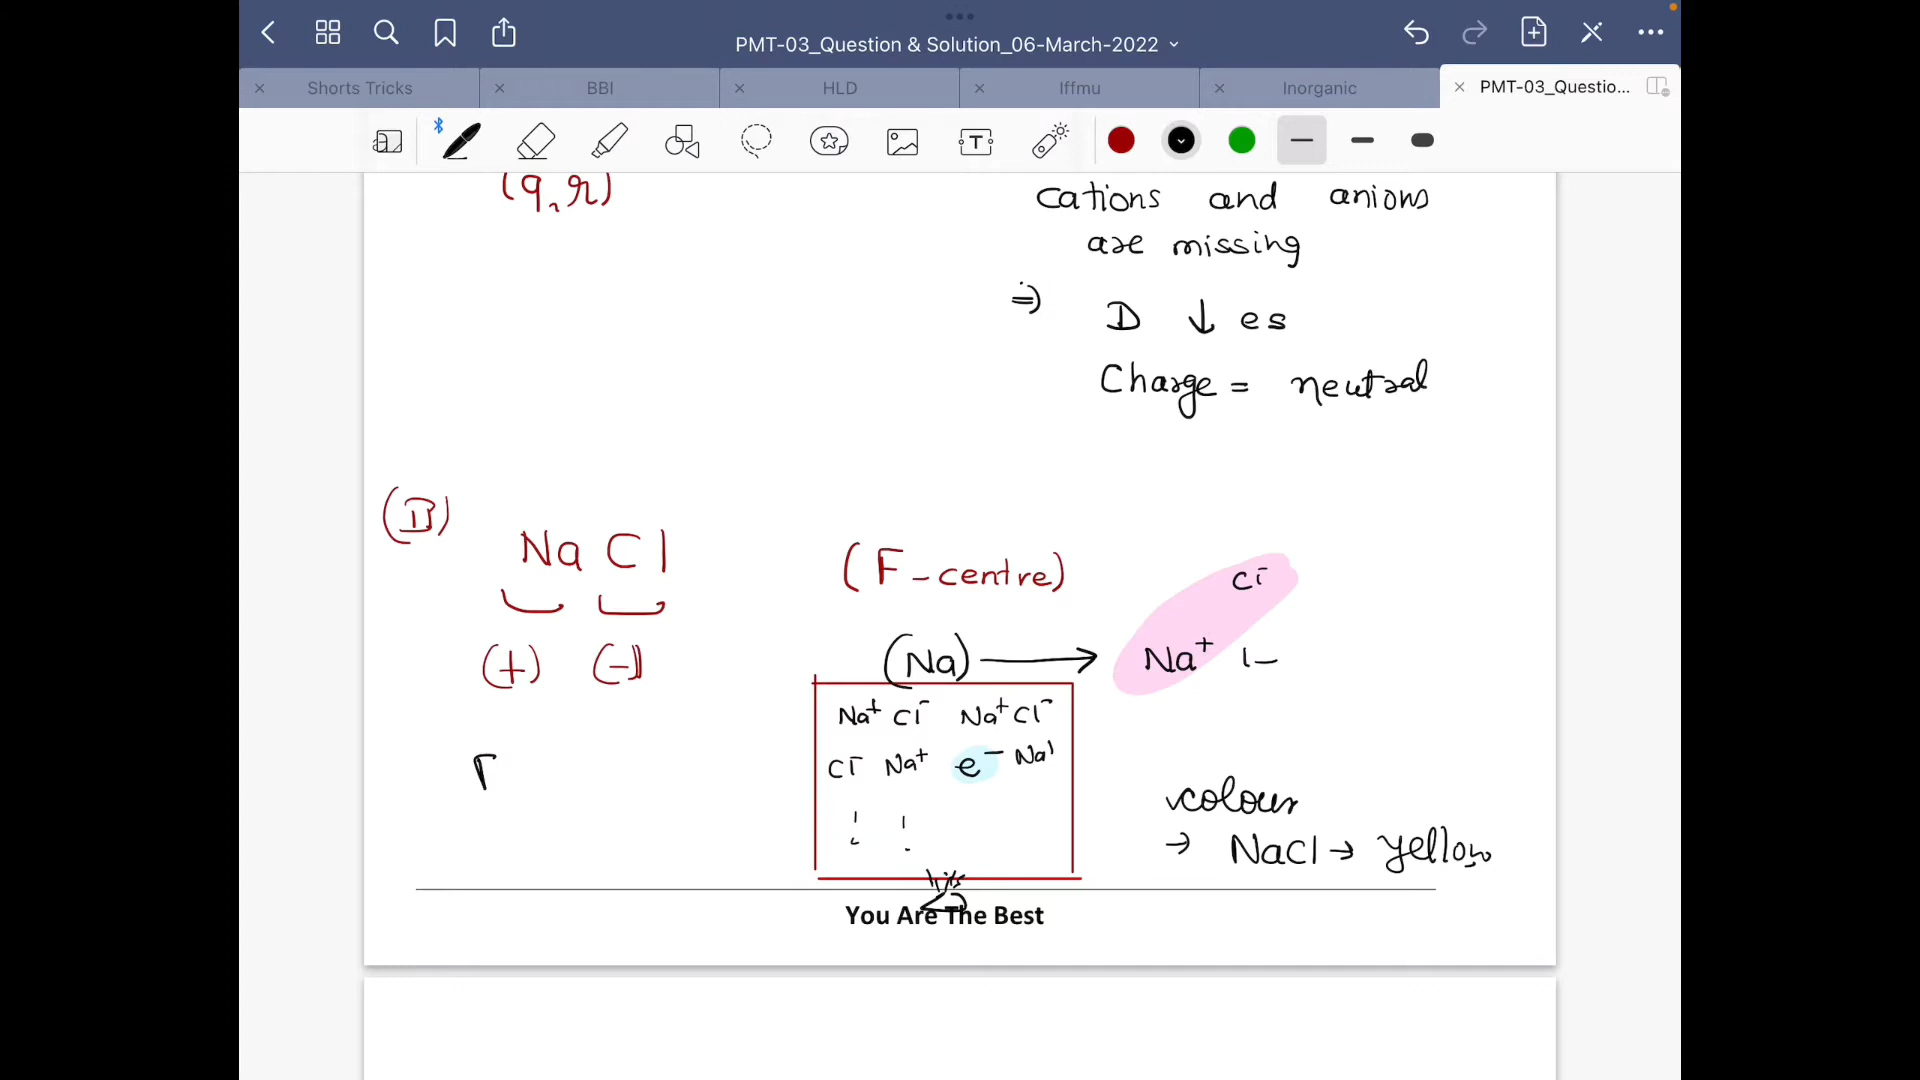 PMT-03_Question & Solution_06-March-2022
Shorts Tricks
BBI
HLD
Iffmu
Inorganic
PMT-03_Questio...
T
(q, r)
cations and anions
are missing
⇒ D ↓ es
Charge = neutral
(B)
Na Cl
(F-centre)
Cl⁻
(+) (-)
(Na) → Na⁺
Na⁺ Cl⁻ Na⁺ Cl⁻
Cl⁻ Na⁺ e⁻ Na⁺
colour
→ NaCl → yellow
You Are The Best